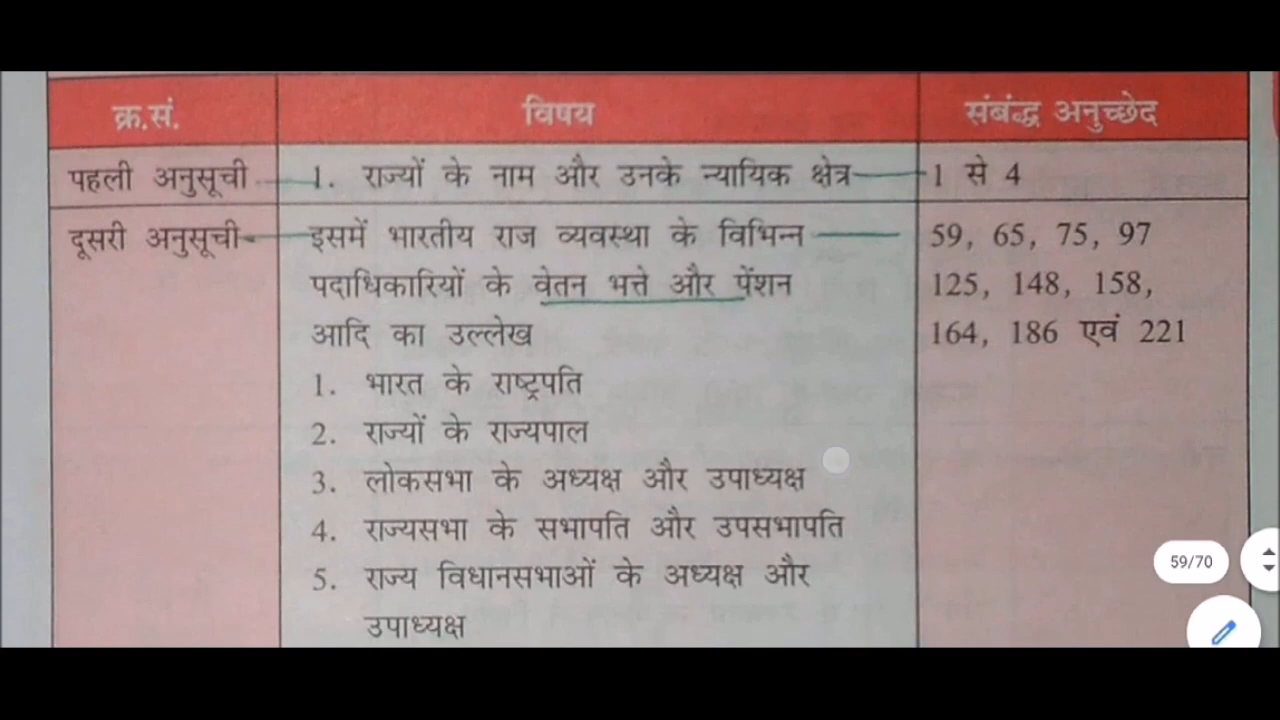 क्र.सं. विषय संबंद्ध अनुच्छेद
पहली अनुसूची 1. राज्यों के नाम और उनके न्यायिक क्षेत्र 1 से 4
दूसरी अनुसूची इसमें भारतीय राज व्यवस्था के विभिन्न 59, 65, 75, 97
पदाधिकारियों के वेतन भत्ते और पेंशन 125, 148, 158,
आदि का उल्लेख 164, 186 एवं 221
1. भारत के राष्ट्रपति
2. राज्यों के राज्यपाल
3. लोकसभा के अध्यक्ष और उपाध्यक्ष
4. राज्यसभा के सभापति और उपसभापति
5. राज्य विधानसभाओं के अध्यक्ष और
उपाध्यक्ष
59/70